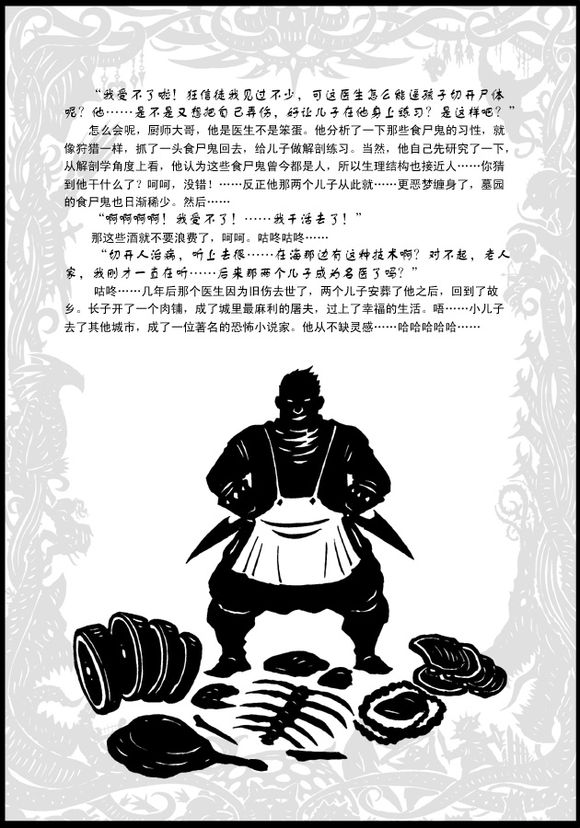 “我受不了啦！狂信徒我见过不少，可这医生怎么能逼孩子切开尸体
呢？他……是不是又想把自己弄伤，好让儿子在他身上练习？是这样吧？”
怎么会呢，厨师大哥，他是医生不是笨蛋。他分析了一下那些食尸鬼的习性，就
像狩猎一样，抓了一头食尸鬼回去，给儿子做解剖练习。当然，他自己先研究了一下，
从解剖学角度上看，他认为这些食尸鬼曾今都是人，所以生理结构也接近人……你猜
到他干什么了？呵呵，没错！……反正他那两个儿子从此就……更恶梦缠身了，墓园
的食尸鬼也日渐稀少。然后……
“啊啊啊啊！我受不了！……我干活去了！”
那这些酒就不要浪费了，呵呵。咕咚咕咚……
“切开人治病，听上去很……在海那边有这种技术啊？对不起，老人
家，我刚才一直在听……后来那两个儿子成为名医了吗？”
咕咚……几年后那个医生因为旧伤去世了，两个儿子安葬了他之后，回到了故
乡。长子开了一个肉铺，成了城里最麻利的屠夫，过上了幸福的生活。唔……小儿子
去了其他城市，成了一位著名的恐怖小说家。他从不缺灵感……哈哈哈哈哈……